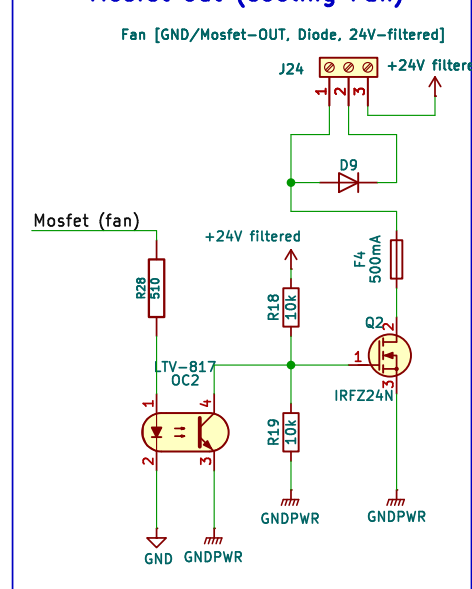 Fan [GND/Mosfet-OUT, Diode, 24V-filtered]
J24
+24V filtere
1
2
3
D9
Mosfet (fan)
+24V filtered
F4
500mA
R28
510
R18
10k
Q2
2
1
3
IRFZ24N
LTV-817
OC2
1
4
2
3
R19
10k
GNDPWR
GNDPWR
GND
GNDPWR